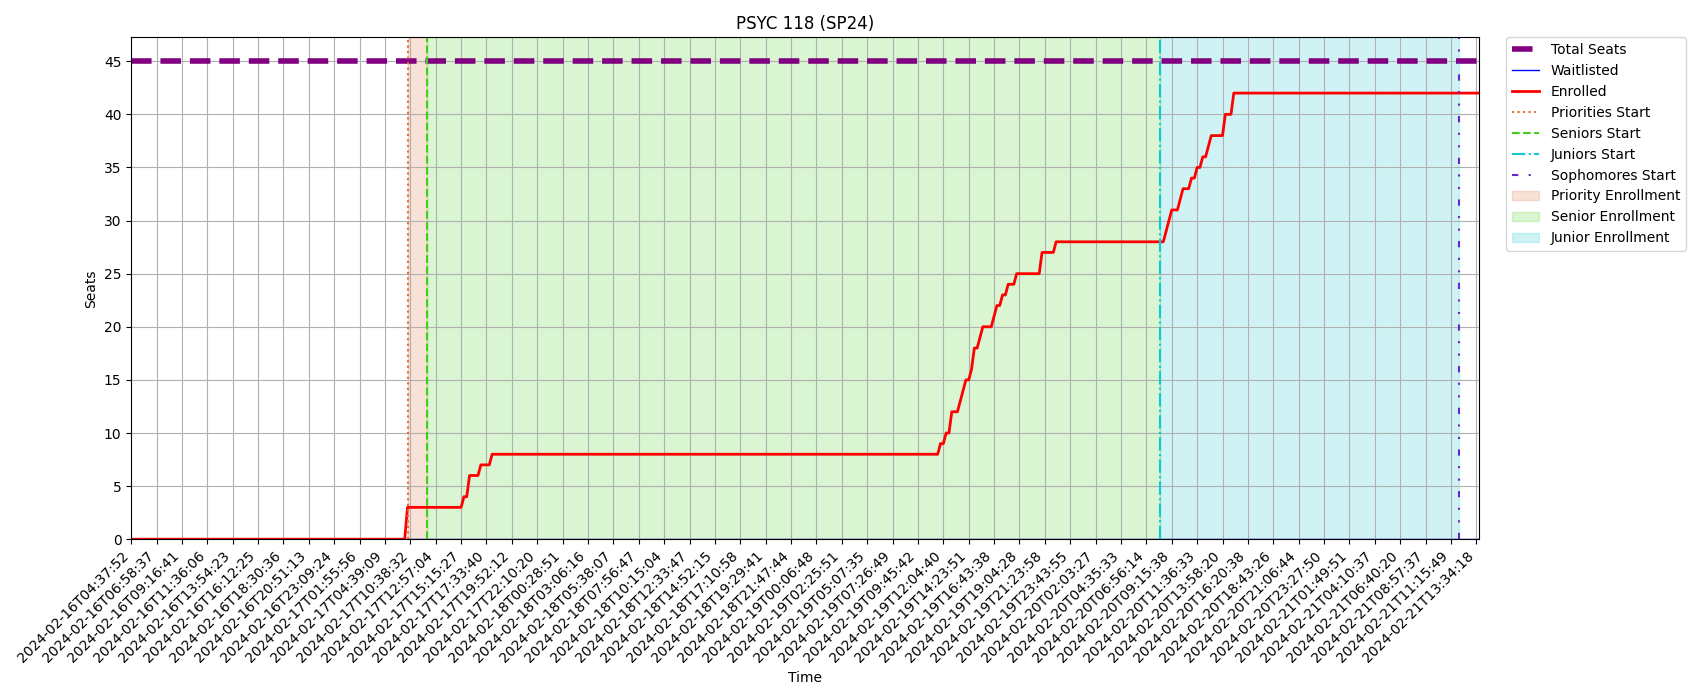 PSYC 118 (SP24)
Total Seats
Waitlisted
Enrolled
Priorities Start
Seniors Start
Juniors Start
Sophomores Start
Priority Enrollment
Senior Enrollment
Junior Enrollment
Seats
45
40
35
30
25
20
15
10
5
0
2024-02-16T04:37:52
2024-02-16T06:58:37
2024-02-16T09:16:41
2024-02-16T11:36:06
2024-02-16T13:54:23
2024-02-16T16:12:25
2024-02-16T18:30:36
2024-02-16T20:51:13
2024-02-16T23:09:24
2024-02-17T01:55:56
2024-02-17T04:39:09
2024-02-17T10:38:32
2024-02-17T12:57:04
2024-02-17T15:15:27
2024-02-17T17:33:40
2024-02-17T19:52:12
2024-02-17T22:10:20
2024-02-18T00:28:51
2024-02-18T03:06:16
2024-02-18T05:38:07
2024-02-18T07:56:47
2024-02-18T10:15:04
2024-02-18T12:33:47
2024-02-18T14:52:15
2024-02-18T17:10:58
2024-02-18T19:29:41
2024-02-18T21:47:44
2024-02-19T00:06:48
2024-02-19T02:25:51
2024-02-19T05:07:35
2024-02-19T07:26:49
2024-02-19T09:45:42
2024-02-19T12:04:40
2024-02-19T14:23:51
2024-02-19T16:43:38
2024-02-19T19:04:28
2024-02-19T21:23:58
2024-02-19T23:43:55
2024-02-20T02:03:27
2024-02-20T04:35:33
2024-02-20T06:56:14
2024-02-20T09:15:38
2024-02-20T11:36:33
2024-02-20T13:58:20
2024-02-20T16:20:38
2024-02-20T18:43:26
2024-02-20T21:06:44
2024-02-20T23:27:50
2024-02-21T01:49:51
2024-02-21T04:10:37
2024-02-21T06:40:20
2024-02-21T08:57:37
2024-02-21T11:15:49
2024-02-21T13:34:18
Time